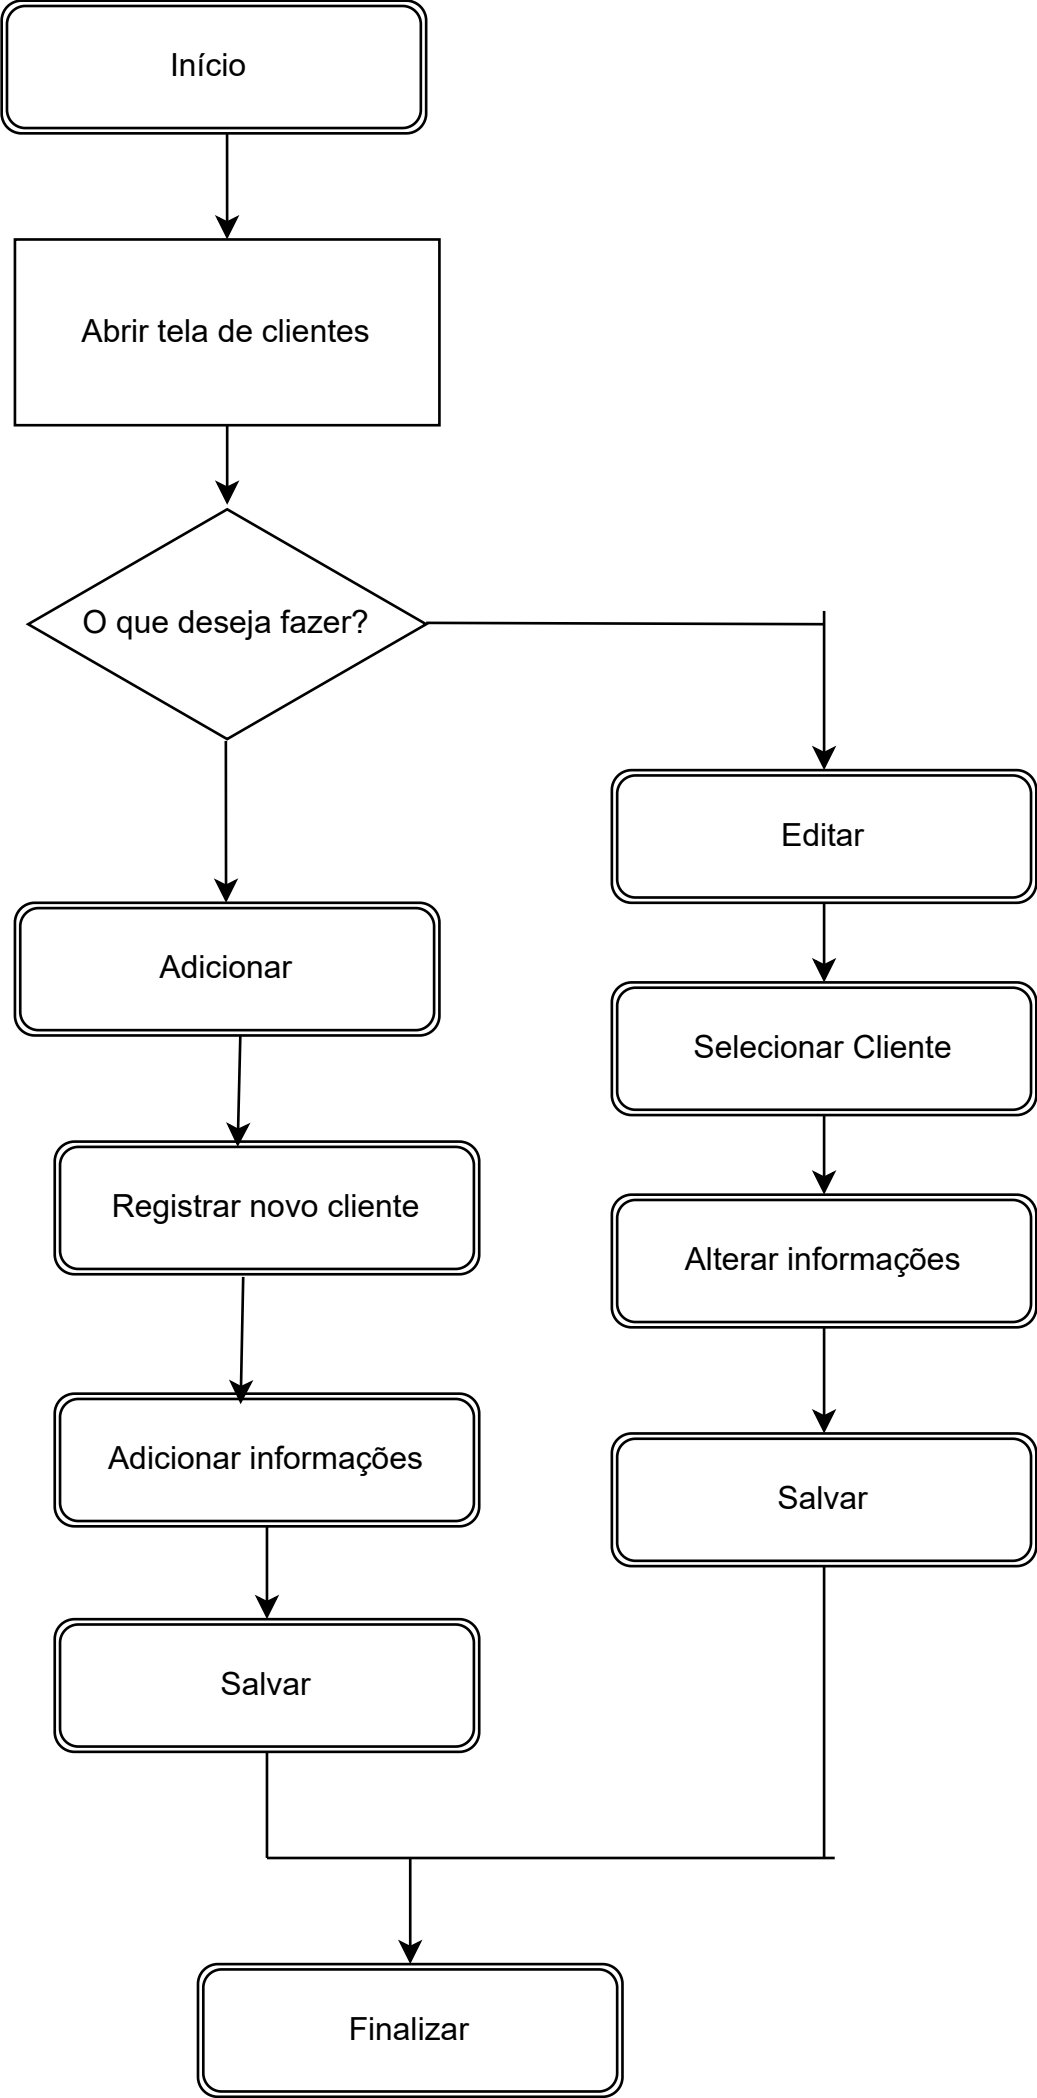 Início
Abrir tela de clientes
O que deseja fazer?
Adicionar
Registrar novo cliente
Adicionar informações
Salvar
Editar
Selecionar Cliente
Alterar informações
Salvar
Finalizar